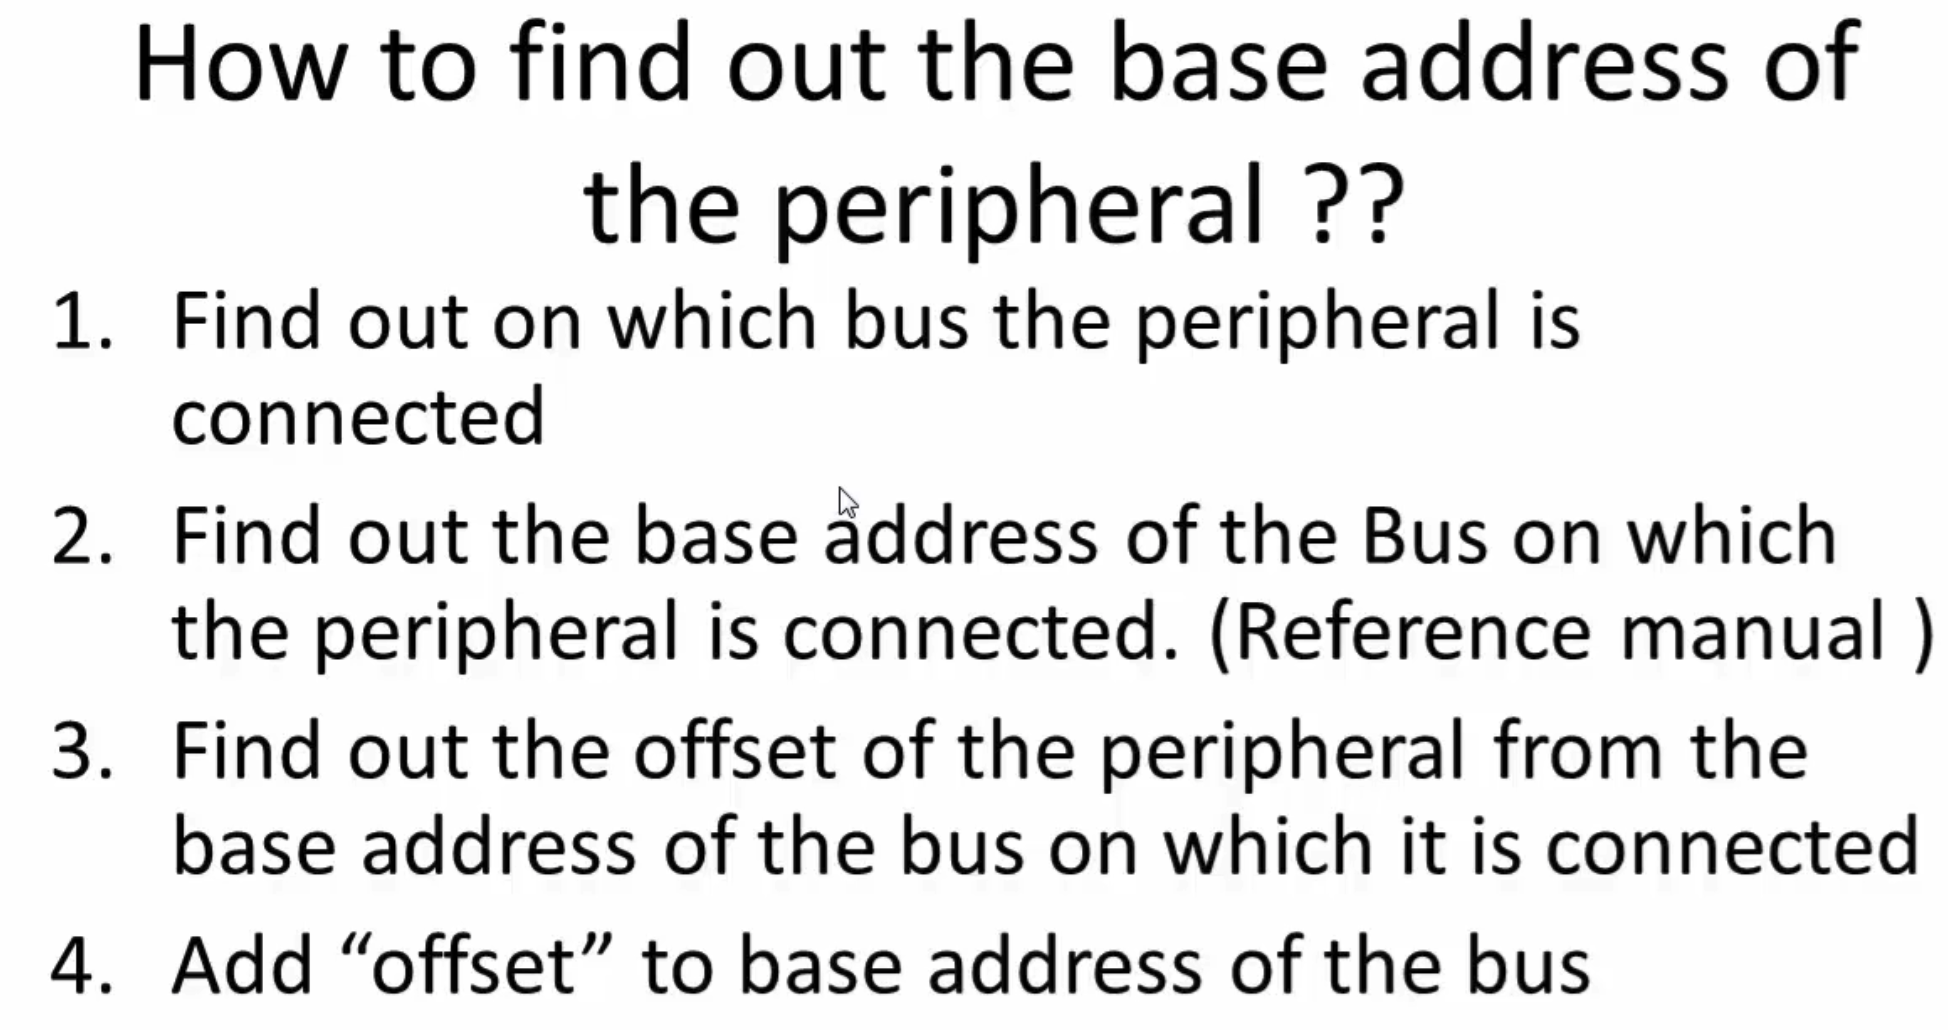 How to find out the base address of
the peripheral ??
1. Find out on which bus the peripheral is
connected
2. Find out the base address of the Bus on which
the peripheral is connected. (Reference manual )
3. Find out the offset of the peripheral from the
base address of the bus on which it is connected
4. Add “offset” to base address of the bus